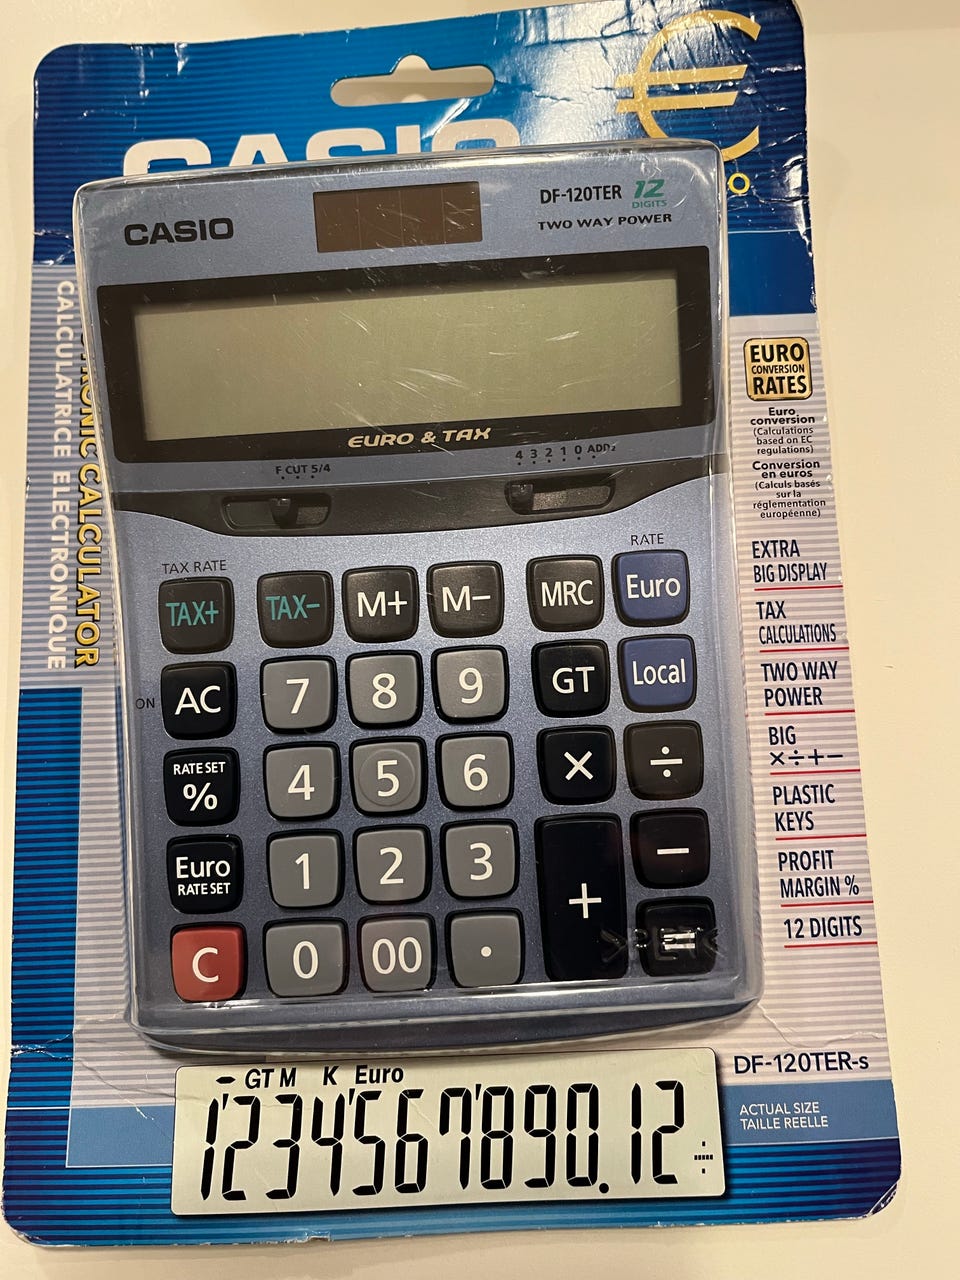 CASIO
CASIO
DF-120TER 12
DIGITS
TWO WAY POWER
EURO & TAX
F CUT 5/4
4 3 2 1 0 ADD₂
TAX RATE
RATE
TAX+ TAX− M+ M− MRC Euro
ON AC 7 8 9 GT Local
RATE SET
% 4 5 6 × ÷
Euro
RATE SET
1 2 3 + −
C 0 00 . =
CALCULATRICE ELECTRONIQUE
CALCULATOR
EURO
CONVERSION
RATES
Euro
conversion
(Calculations
based on EC
regulations)
Conversion
en euros
(Calculs basés
sur la
réglementation
européenne)
EXTRA
BIG DISPLAY
TAX
CALCULATIONS
TWO WAY
POWER
BIG
×÷+−
PLASTIC
KEYS
PROFIT
MARGIN %
12 DIGITS
DF-120TER-s
ACTUAL SIZE
TAILLE REELLE
− GT M K Euro
1'234'567'890.12